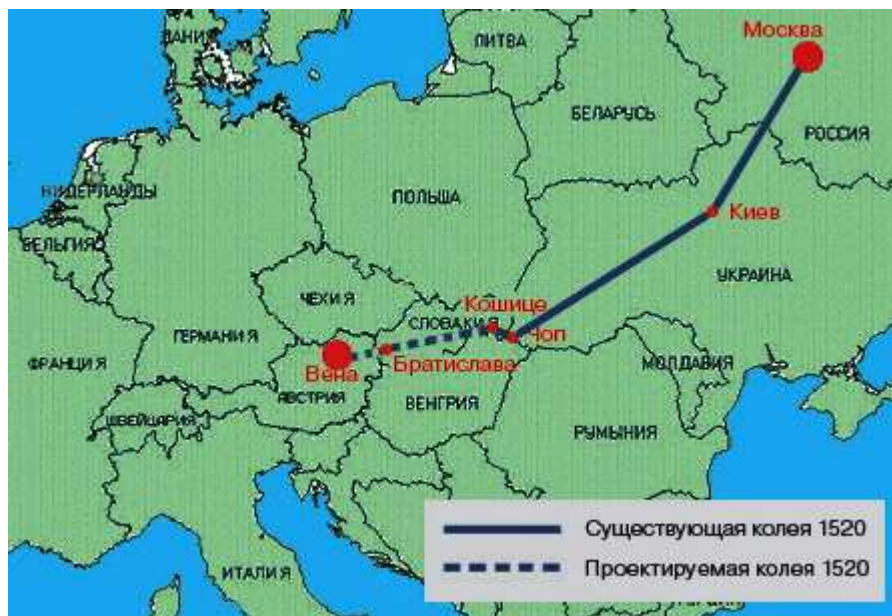 Москва
ДАНИЯ
ЛИТВА
БЕЛАРУСЬ
РОССИЯ
НИДЕРЛАНДЫ
ПОЛЬША
Киев
БЕЛЬГИЯ
УКРАИНА
ЧЕХИЯ
Кошице
СЛОВАКИЯ
Чоп
ГЕРМАНИЯ
ФРАНЦИЯ
Братислава
МОЛДАВИЯ
Вена
АВСТРИЯ
ВЕНГРИЯ
ШВЕЙЦАРИЯ
РУМЫНИЯ
Существующая колея 1520
Проектируемая колея 1520
ИТАЛИЯ